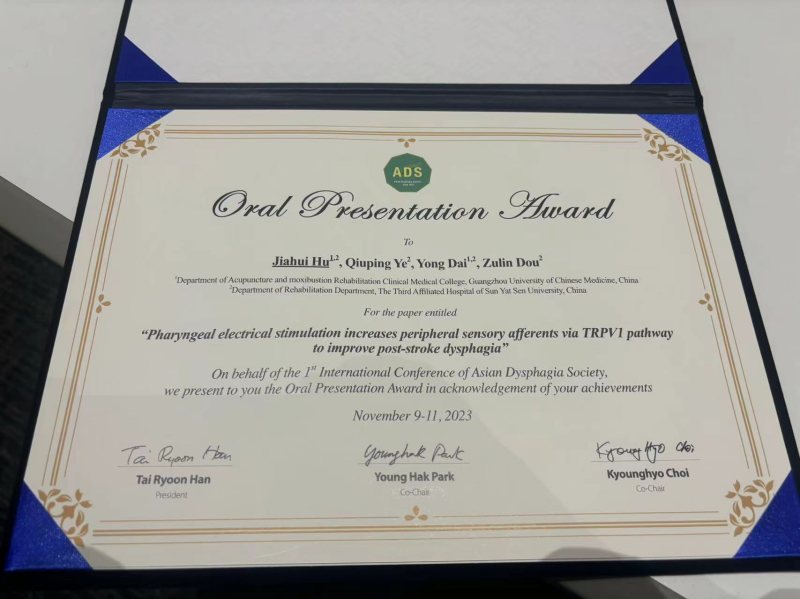 ADS
Oral Presentation Award
To
Jiahui Hu1,2, Qiuping Ye2, Yong Dai1,2, Zulin Dou2
1Department of Acupuncture and moxibustion Rehabilitation Clinical Medical College, Guangzhou University of Chinese Medicine, China
2Department of Rehabilitation Department, The Third Affiliated Hospital of Sun Yat Sen University, China
For the paper entitled
“Pharyngeal electrical stimulation increases peripheral sensory afferents via TRPV1 pathway
to improve post-stroke dysphagia”
On behalf of the 1st International Conference of Asian Dysphagia Society,
we present to you the Oral Presentation Award in acknowledgement of your achievements
November 9-11, 2023
Tai Ryoon Han Younghak Park Kyoung Hyo Choi
Tai Ryoon Han Young Hak Park Kyounghyo Choi
President Co-Chair Co-Chair